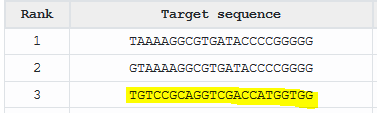 Rank Target sequence
1 TAAAAGGCGTGATACCCCGGGGG
2 GTAAAAGGCGTGATACCCCGGGG
3 TGTCCGCAGGTCGACCATGGTGG